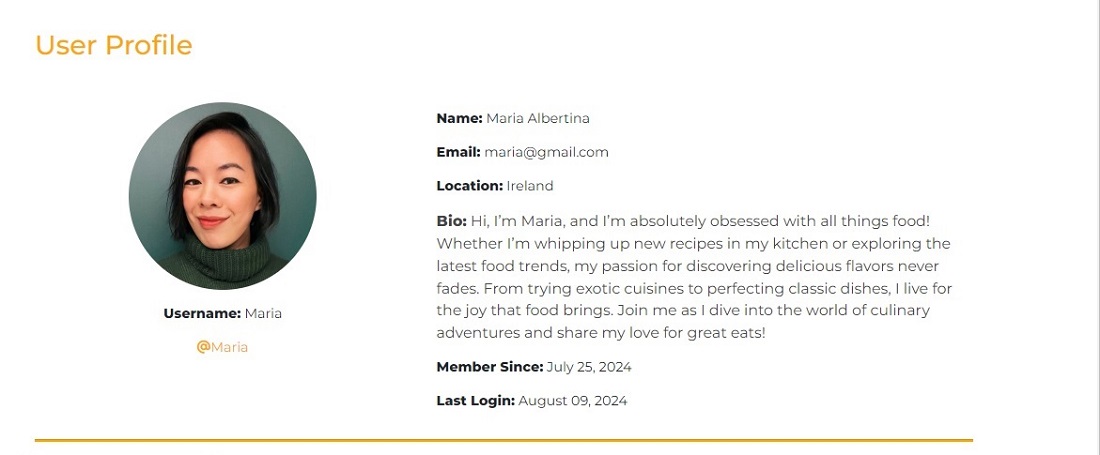 User Profile
Name: Maria Albertina
Email: maria@gmail.com
Location: Ireland
Bio: Hi, I'm Maria, and I'm absolutely obsessed with all things food!
Whether I'm whipping up new recipes in my kitchen or exploring the
latest food trends, my passion for discovering delicious flavors never
fades. From trying exotic cuisines to perfecting classic dishes, I live for
the joy that food brings. Join me as I dive into the world of culinary
adventures and share my love for great eats!
Member Since: July 25, 2024
Last Login: August 09, 2024
Username: Maria
@Maria